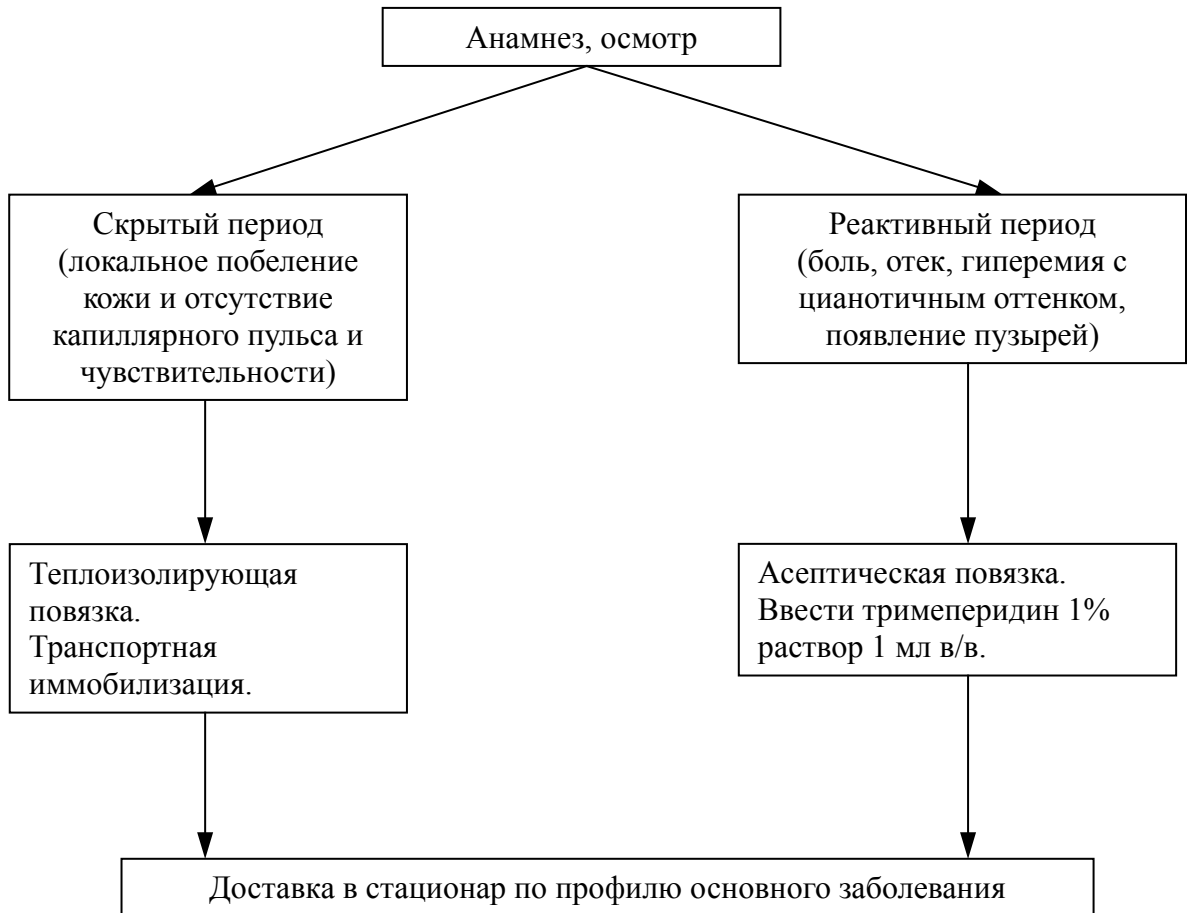 Анамнез, осмотр
Скрытый период
(локальное побеление
кожи и отсутствие
капиллярного пульса и
чувствительности)
Реактивный период
(боль, отек, гиперемия с
цианотичным оттенком,
появление пузырей)
Теплоизолирующая
повязка.
Транспортная
иммобилизация.
Асептическая повязка.
Ввести тримеперидин 1%
раствор 1 мл в/в.
Доставка в стационар по профилю основного заболевания